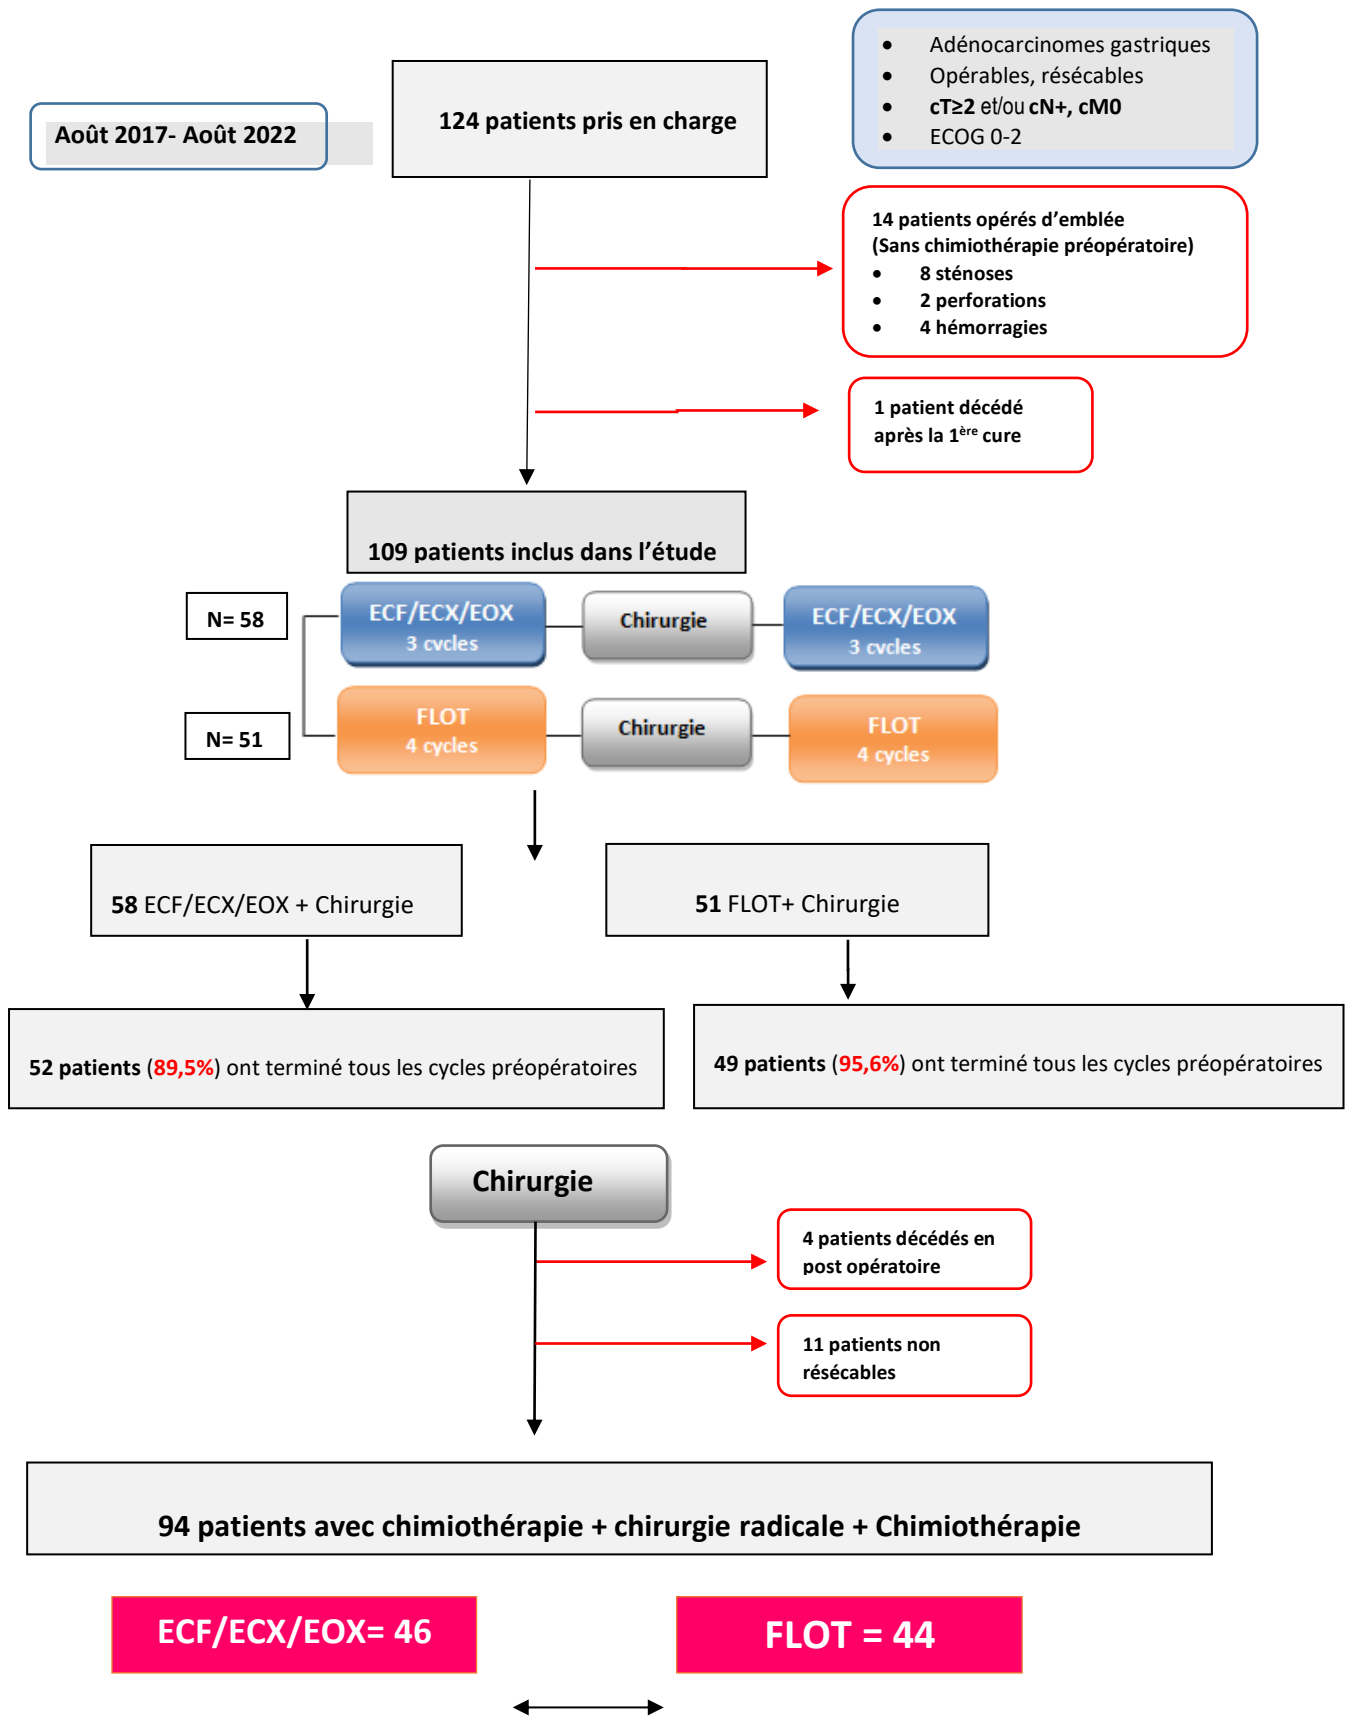 Août 2017- Août 2022
124 patients pris en charge
• Adénocarcinomes gastriques
• Opérables, résécables
• cT≥2 et/ou cN+, cM0
• ECOG 0-2
14 patients opérés d'emblée
(Sans chimiothérapie préopératoire)
• 8 sténoses
• 2 perforations
• 4 hémorragies
1 patient décédé
après la 1ère cure
109 patients inclus dans l'étude
N= 58
ECF/ECX/EOX
3 cycles
Chirurgie
ECF/ECX/EOX
3 cycles
N= 51
FLOT
4 cycles
Chirurgie
FLOT
4 cycles
58 ECF/ECX/EOX + Chirurgie
51 FLOT+ Chirurgie
52 patients (89,5%) ont terminé tous les cycles préopératoires
49 patients (95,6%) ont terminé tous les cycles préopératoires
Chirurgie
4 patients décédés en
post opératoire
11 patients non
résécables
94 patients avec chimiothérapie + chirurgie radicale + Chimiothérapie
ECF/ECX/EOX= 46
FLOT = 44